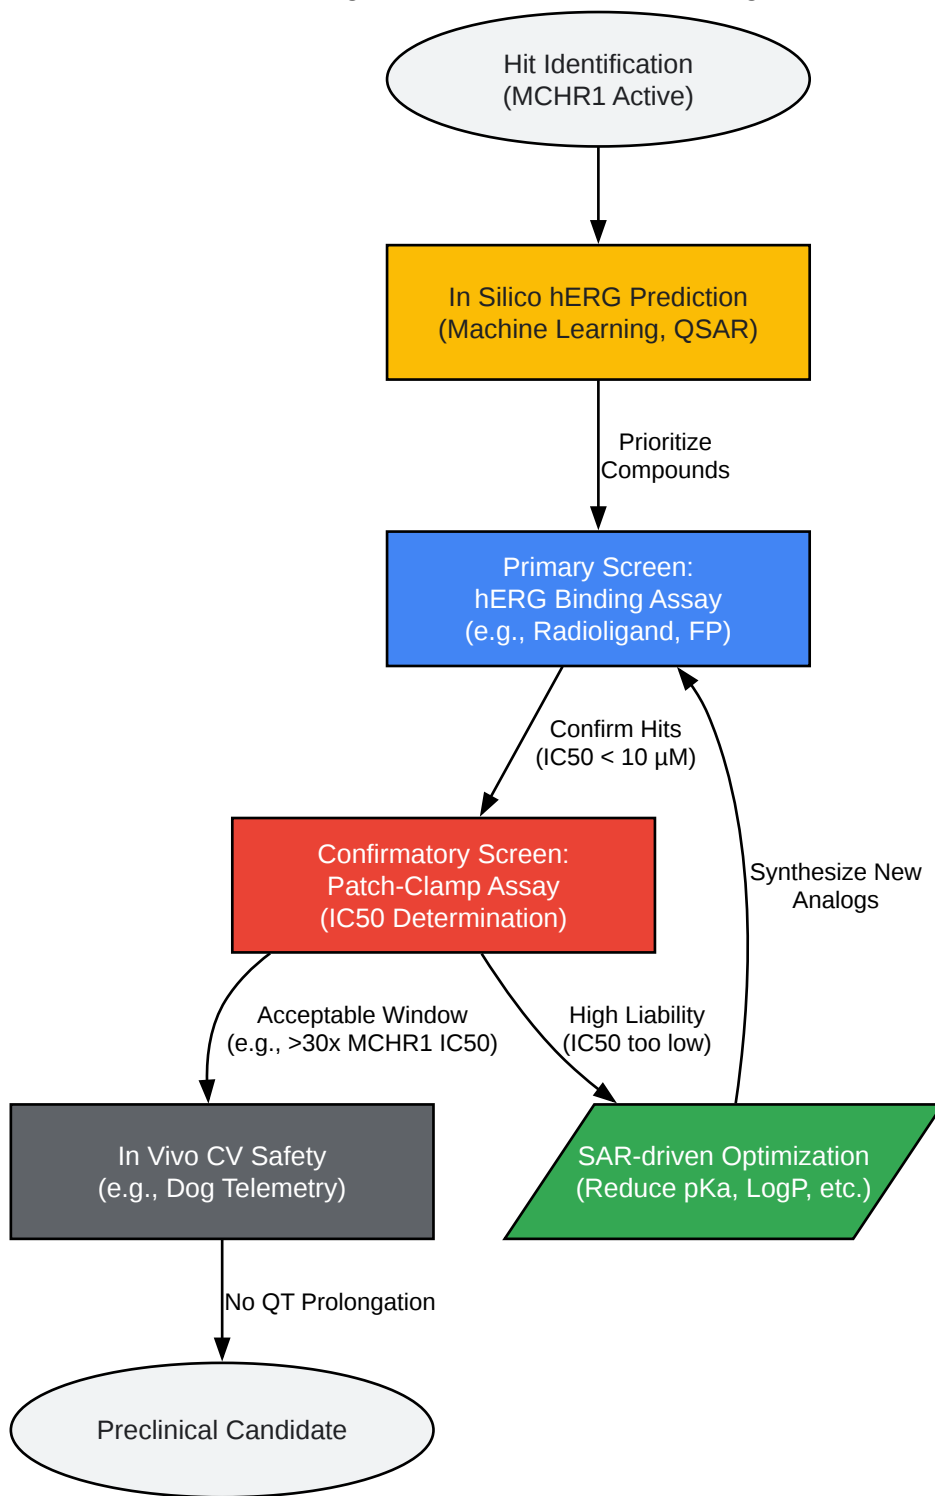 Hit Identification
(MCHR1 Active)
In Silico hERG Prediction
(Machine Learning, QSAR)
Prioritize
Compounds
Primary Screen:
hERG Binding Assay
(e.g., Radioligand, FP)
Confirm Hits
(IC50 < 10 µM)
Confirmatory Screen:
Patch-Clamp Assay
(IC50 Determination)
Synthesize New
Analogs
Acceptable Window
(e.g., >30x MCHR1 IC50)
High Liability
(IC50 too low)
In Vivo CV Safety
(e.g., Dog Telemetry)
SAR-driven Optimization
(Reduce pKa, LogP, etc.)
No QT Prolongation
Preclinical Candidate